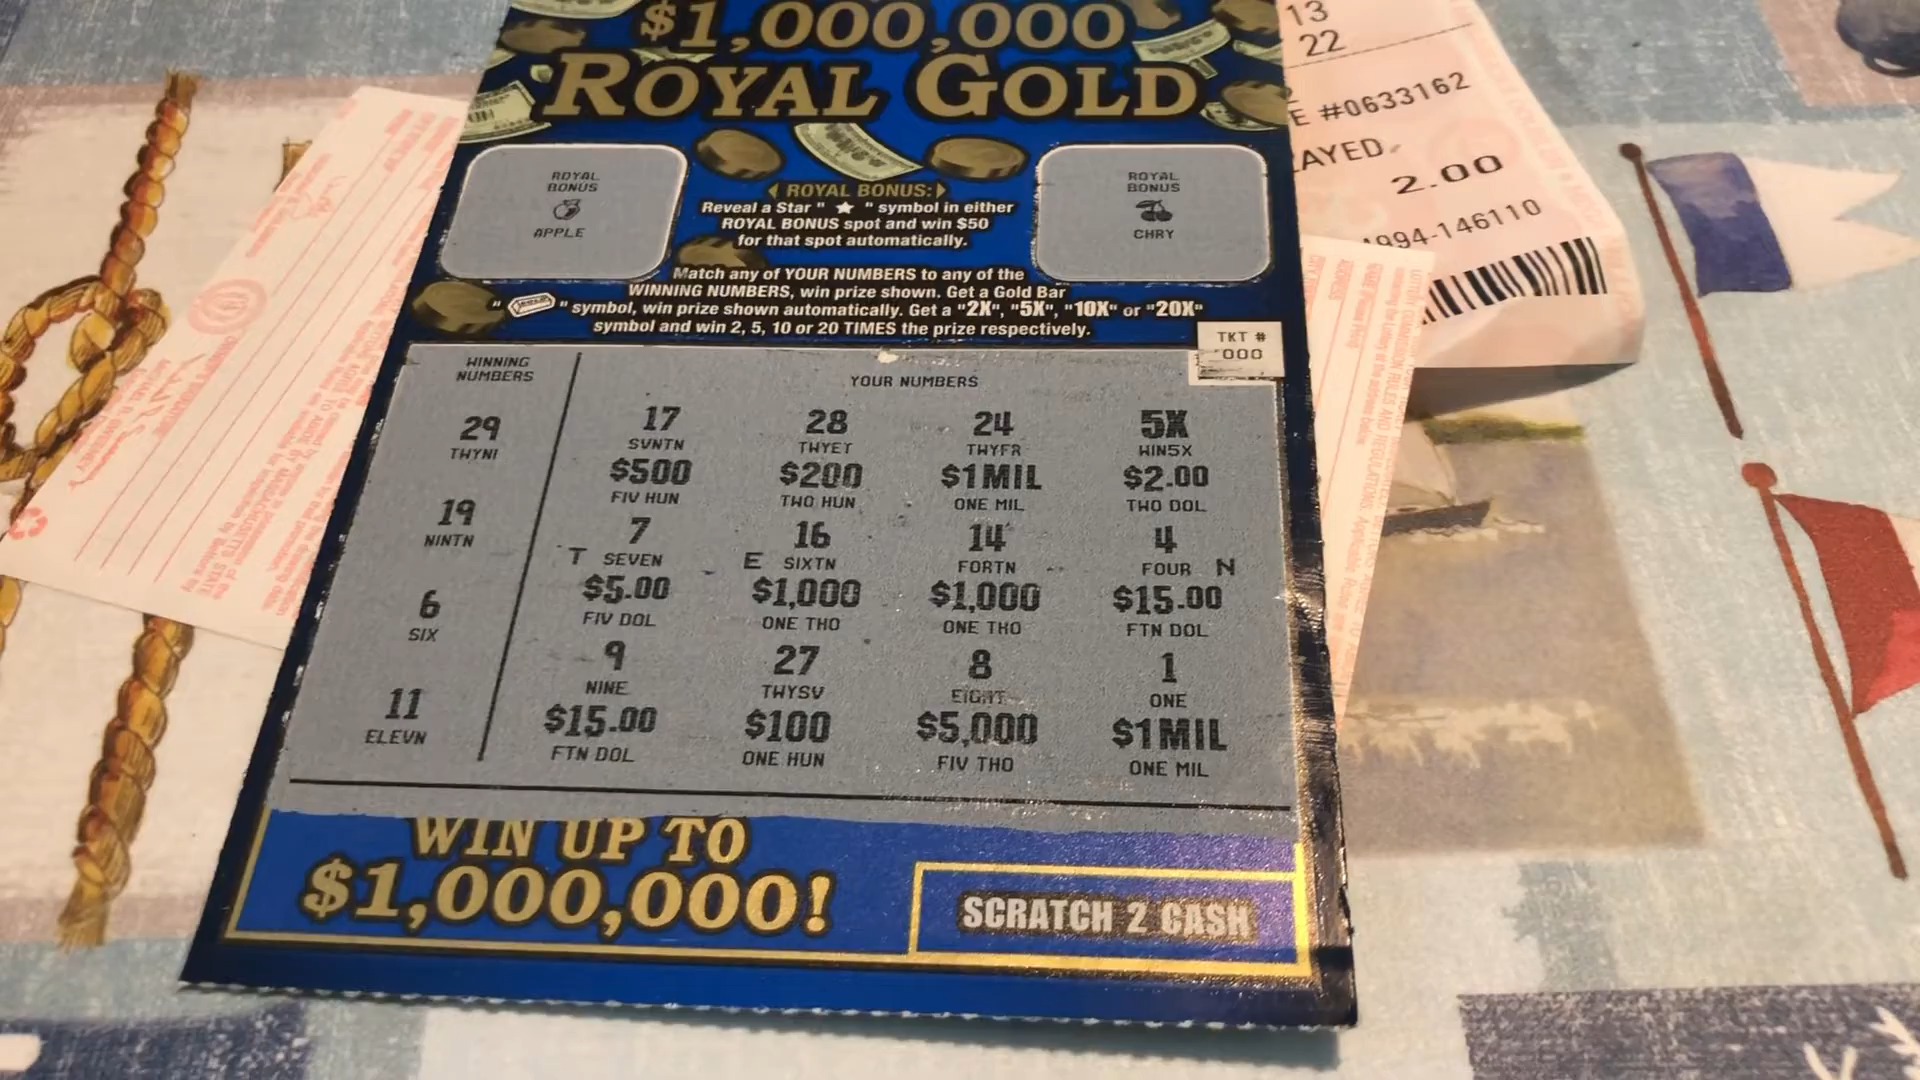 $1,000,000
ROYAL GOLD
ROYAL BONUS
APPLE
ROYAL BONUS:
Reveal a Star " ★ " symbol in either
ROYAL BONUS spot and win $50
for that spot automatically.
ROYAL BONUS
CHRY
Match any of YOUR NUMBERS to any of the
WINNING NUMBERS, win prize shown. Get a Gold Bar
" " symbol, win prize shown automatically. Get a "2X", "5X", "10X" or "20X"
symbol and win 2, 5, 10 or 20 TIMES the prize respectively.
TKT #
000
WINNING
NUMBERS
29
THYNI
19
NINTN
6
SIX
11
ELEVN
YOUR NUMBERS
17 28 24 5X
SVNTN THYET THYFR WIN5X
$500 $200 $1MIL $2.00
FIV HUN TWO HUN ONE MIL TWO DOL
7 16 14 4
T SEVEN E SIXTN FORTN FOUR N
$5.00 $1,000 $1,000 $15.00
FIV DOL ONE THO ONE THO FTN DOL
9 27 8 1
NINE THYSV EIGHT ONE
$15.00 $100 $5,000 $1MIL
FTN DOL ONE HUN FIV THO ONE MIL
WIN UP TO
$1,000,000!
SCRATCH 2 CASH
13
22
E #0633162
AYED
2.00
994-146110